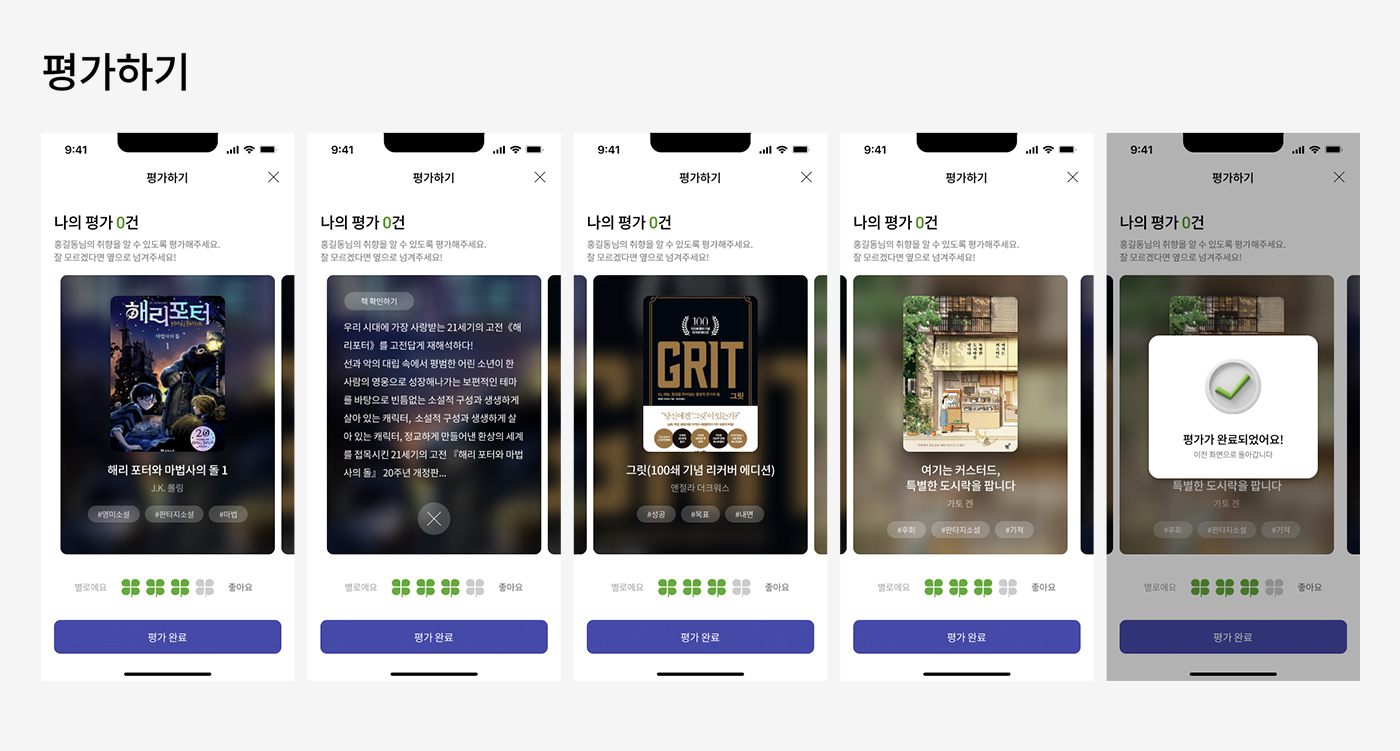 평가하기
9:41
평가하기
나의 평가 0건
홍길동님의 취향을 알 수 있도록 평가해주세요.
잘 모르겠다면 옆으로 넘겨주세요!
해리포터
마법사의 돌
1
20
해리 포터와 마법사의 돌 1
J.K. 롤링
#영미소설 #판타지소설 #마법
별로에요 좋아요
평가 완료
9:41
평가하기
나의 평가 0건
홍길동님의 취향을 알 수 있도록 평가해주세요.
잘 모르겠다면 옆으로 넘겨주세요!
책 확인하기
우리 시대에 가장 사랑받는 21세기의 고전《해
리포터》를 고전답게 재해석하다!
선과 악의 대립 속에서 평범한 어린 소년이 한
사람의 영웅으로 성장해나가는 보편적인 테마
를 바탕으로 빈틈없는 소설적 구성과 생생하게
살아 있는 캐릭터, 소설적 구성과 생생하게 살
아 있는 캐릭터, 정교하게 만들어낸 환상의 세계
를 접목시킨 21세기의 고전 『해리 포터와 마법
사의 돌』 20주년 개정판...
별로에요 좋아요
평가 완료
9:41
평가하기
나의 평가 0건
홍길동님의 취향을 알 수 있도록 평가해주세요.
잘 모르겠다면 옆으로 넘겨주세요!
100
GRIT
그릿
"당신에겐 '그릿'이 있는가?"
그릿(100쇄 기념 리커버 에디션)
앤절라 더크워스
#성공 #목표 #내면
별로에요 좋아요
평가 완료
9:41
평가하기
나의 평가 0건
홍길동님의 취향을 알 수 있도록 평가해주세요.
잘 모르겠다면 옆으로 넘겨주세요!
여기는 커스터드,
특별한 도시락을 팝니다
가토 겐
#후회 #판타지소설 #기적
별로에요 좋아요
평가 완료
9:41
평가하기
나의 평가 0건
홍길동님의 취향을 알 수 있도록 평가해주세요.
잘 모르겠다면 옆으로 넘겨주세요!
평가가 완료되었어요!
이전 화면으로 돌아갑니다
특별한 도시락을 팝니다
가토 겐
#후회 #판타지소설 #기적
별로에요 좋아요
평가 완료